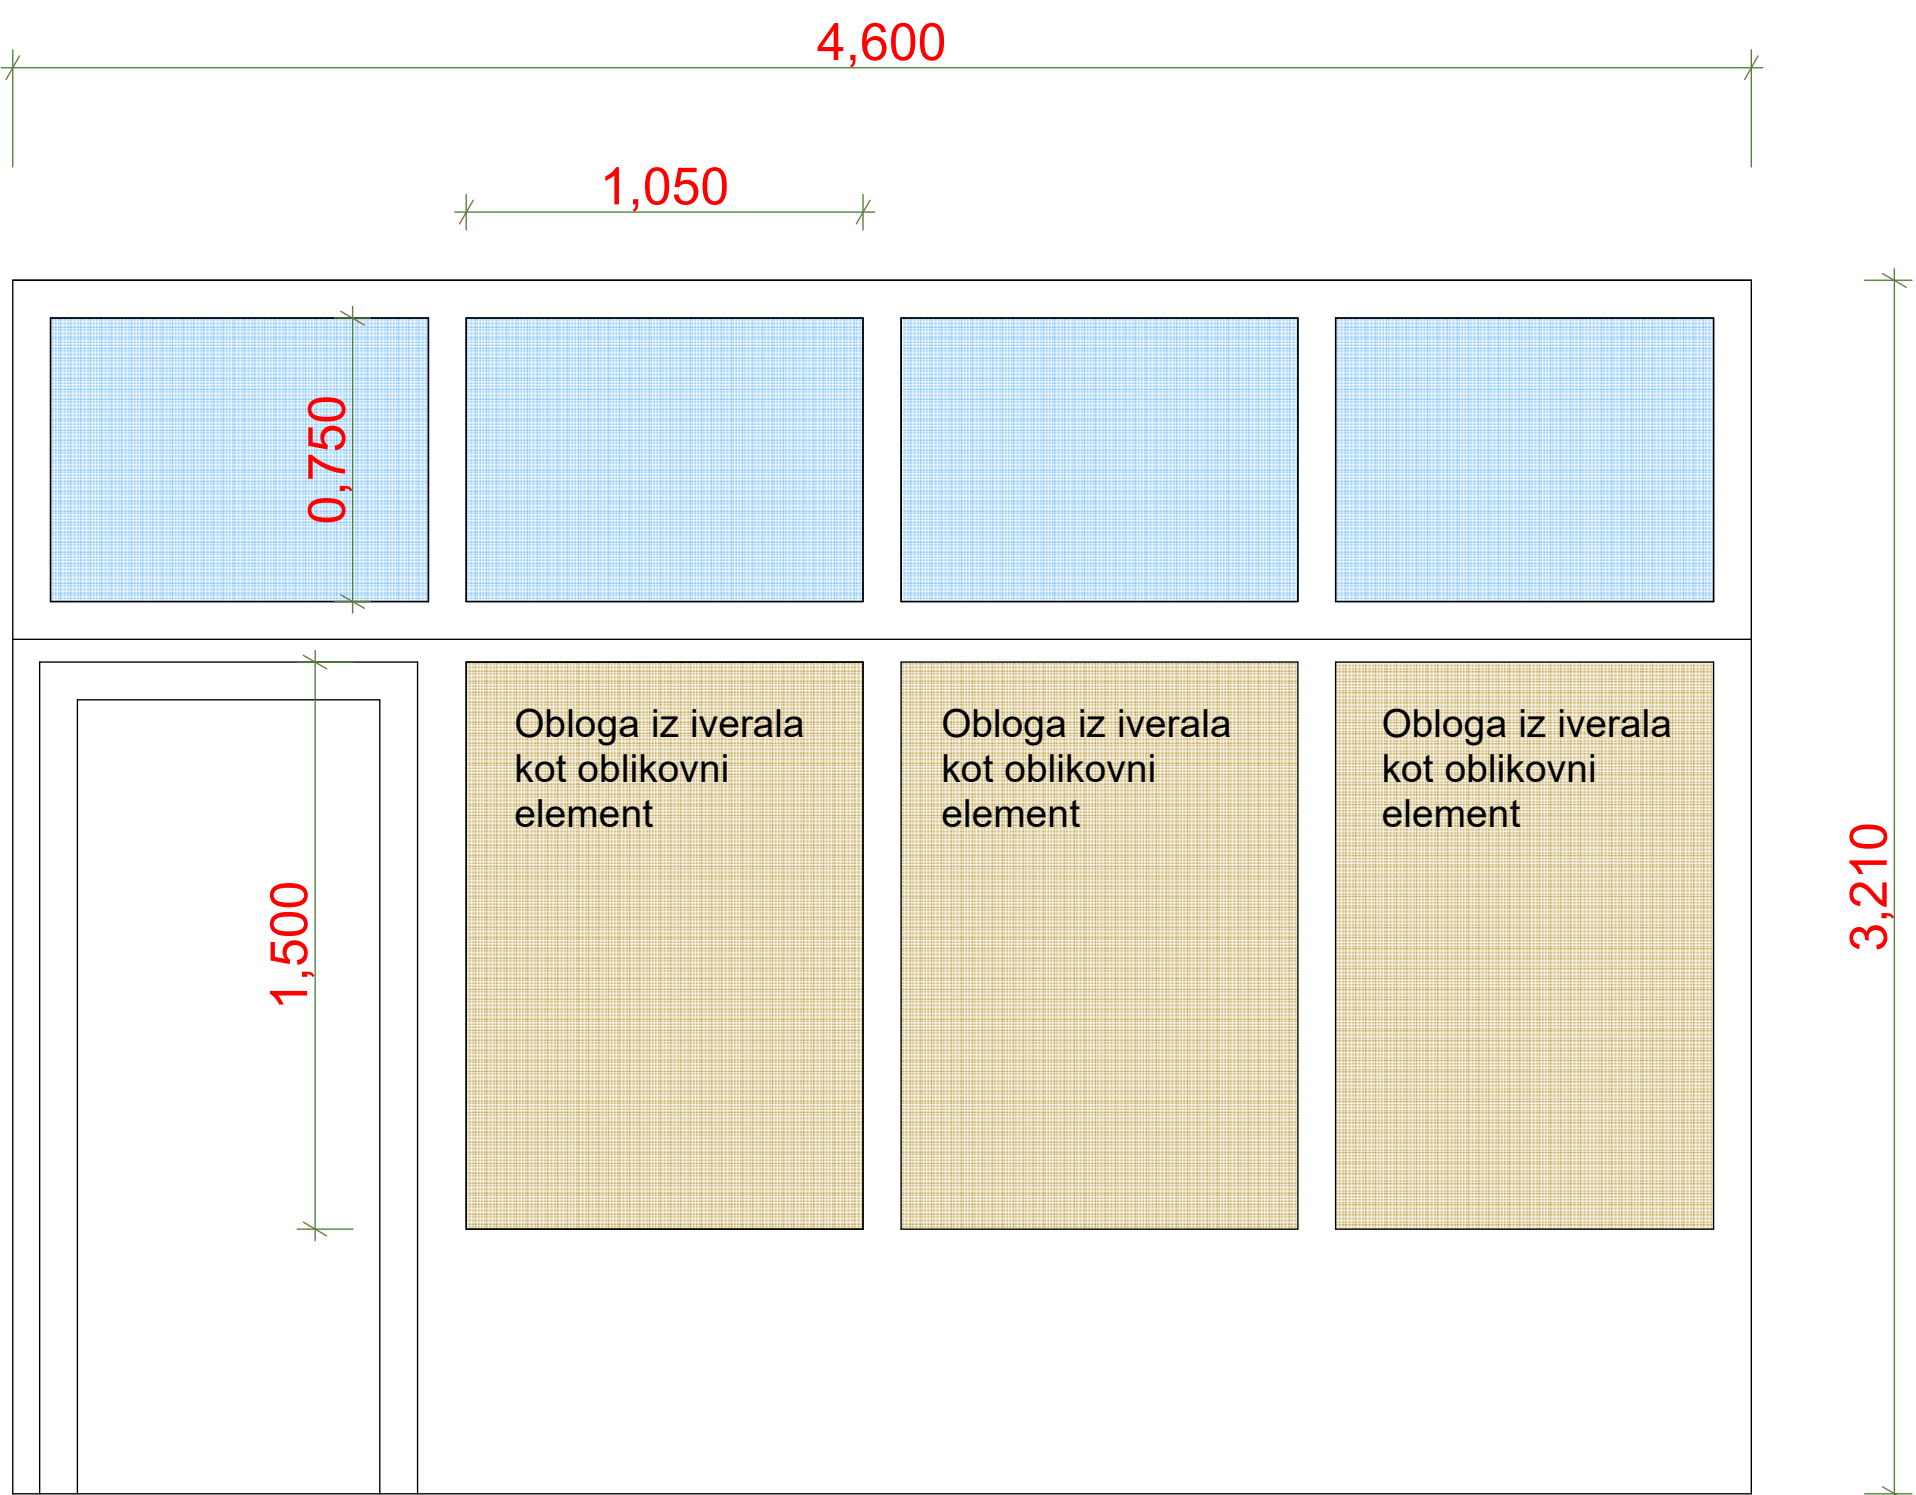 4,600
1,050
0,750
1,500
Obloga iz iverala
kot oblikovni
element
Obloga iz iverala
kot oblikovni
element
Obloga iz iverala
kot oblikovni
element
3,210